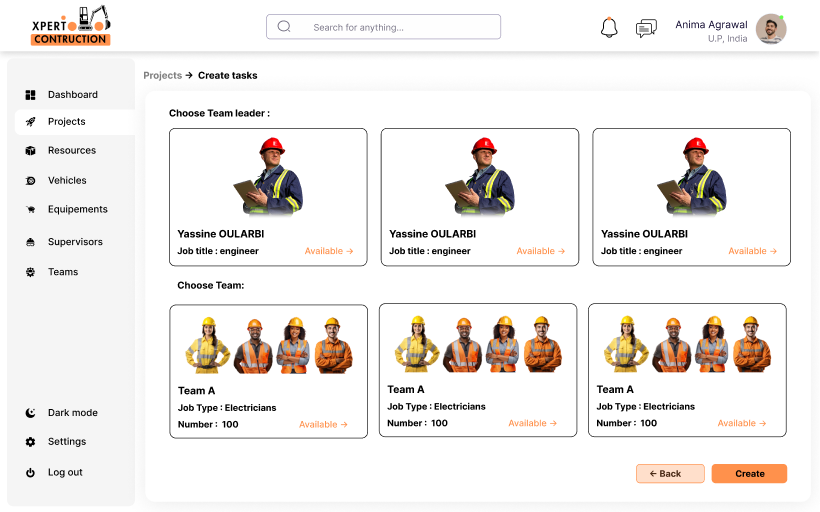 XPERT
CONTRUCTION
Search for anything...
Anima Agrawal
U.P, India
Dashboard
Projects
Resources
Vehicles
Equipements
Supervisors
Teams
Dark mode
Settings
Log out
Projects → Create tasks
Choose Team leader :
Yassine OULARBI
Job title : engineer Available →
Yassine OULARBI
Job title : engineer Available →
Yassine OULARBI
Job title : engineer Available →
Choose Team:
Team A
Job Type : Electricians
Number : 100 Available →
Team A
Job Type : Electricians
Number : 100 Available →
Team A
Job Type : Electricians
Number : 100 Available →
← Back
Create